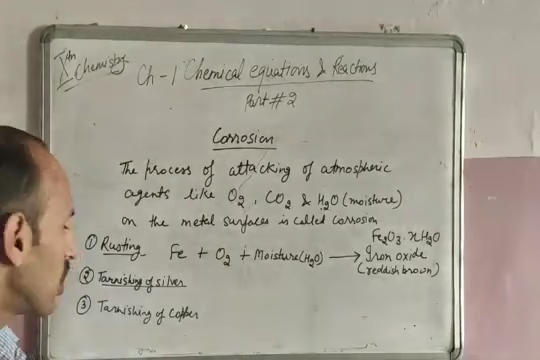 Chemistry
Ch - 1 Chemical equations & Reactions
Part # 2
Corrosion
The process of attacking of atmospheric
agents like O2, CO2 & H2O (moisture)
on the metal surfaces is called corrosion
Fe2O3·xH2O
① Rusting Fe + O2 + Moisture (H2O) ⟶ Iron oxide
(reddish brown)
② Tarnishing of silver
③ Tarnishing of Copper